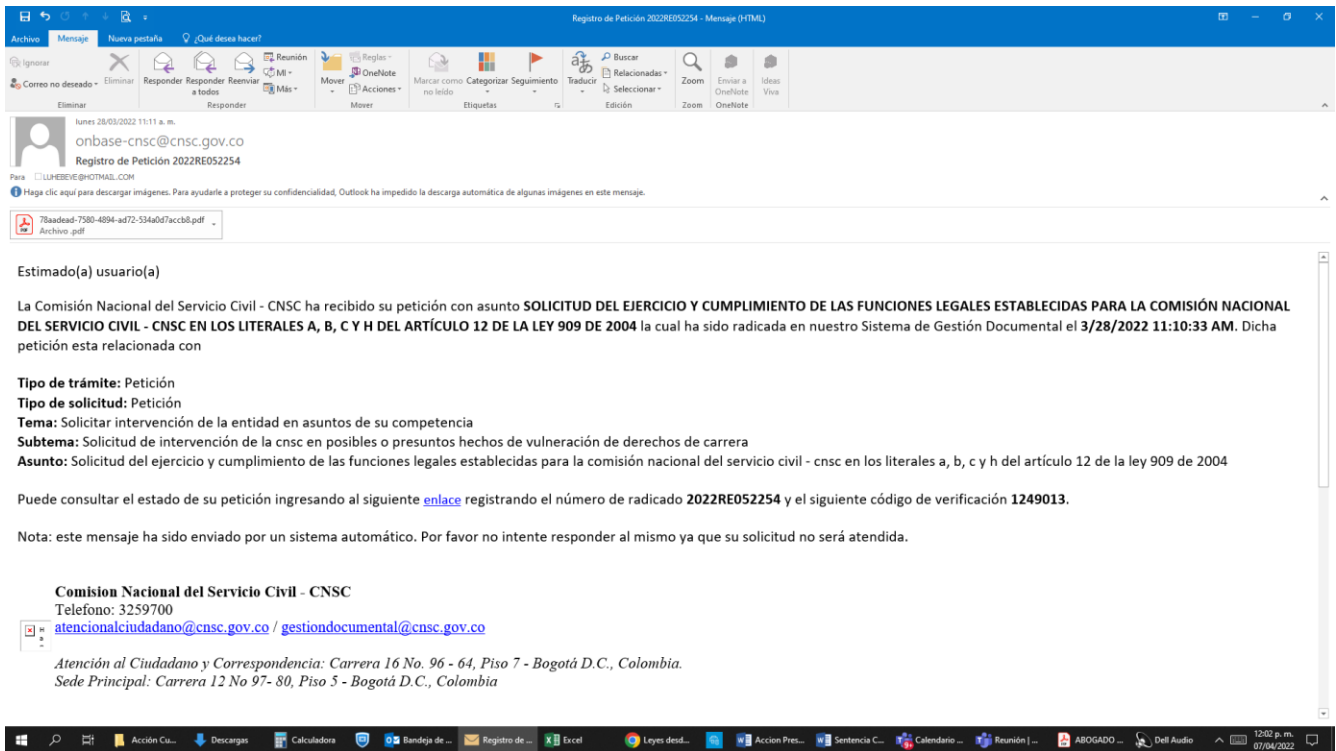 Registro de Petición 2022RE052254 - Mensaje (HTML)
Archivo Mensaje Nueva pestaña ¿Qué desea hacer?
Ignorar
Correo no deseado
Eliminar
Responder Responder a todos Reenviar
Reunión
MI
Más
Mover
Reglas
OneNote
Acciones
Marcar como no leído
Categorizar Seguimiento
Traducir
Buscar
Relacionadas
Seleccionar
Zoom
Enviar a OneNote
Ideas Viva
Eliminar Responder Mover Etiquetas Edición Zoom OneNote
lunes 28/03/2022 11:11 a. m.
onbase-cnsc@cnsc.gov.co
Registro de Petición 2022RE052254
Para LUHEBEVE@HOTMAIL.COM
Haga clic aquí para descargar imágenes. Para ayudarle a proteger su confidencialidad, Outlook ha impedido la descarga automática de algunas imágenes en este mensaje.
78aadead-7580-4894-ad72-534a0d7accb8.pdf
Archivo .pdf
Estimado(a) usuario(a)
La Comisión Nacional del Servicio Civil - CNSC ha recibido su petición con asunto SOLICITUD DEL EJERCICIO Y CUMPLIMIENTO DE LAS FUNCIONES LEGALES ESTABLECIDAS PARA LA COMISIÓN NACIONAL
DEL SERVICIO CIVIL - CNSC EN LOS LITERALES A, B, C Y H DEL ARTÍCULO 12 DE LA LEY 909 DE 2004 la cual ha sido radicada en nuestro Sistema de Gestión Documental el 3/28/2022 11:10:33 AM. Dicha
petición esta relacionada con
Tipo de trámite: Petición
Tipo de solicitud: Petición
Tema: Solicitar intervención de la entidad en asuntos de su competencia
Subtema: Solicitud de intervención de la cnsc en posibles o presuntos hechos de vulneración de derechos de carrera
Asunto: Solicitud del ejercicio y cumplimiento de las funciones legales establecidas para la comisión nacional del servicio civil - cnsc en los literales a, b, c y h del artículo 12 de la ley 909 de 2004
Puede consultar el estado de su petición ingresando al siguiente enlace registrando el número de radicado 2022RE052254 y el siguiente código de verificación 1249013.
Nota: este mensaje ha sido enviado por un sistema automático. Por favor no intente responder al mismo ya que su solicitud no será atendida.
Comision Nacional del Servicio Civil - CNSC
Telefono: 3259700
atencionalciudadano@cnsc.gov.co / gestiondocumental@cnsc.gov.co
Atención al Ciudadano y Correspondencia: Carrera 16 No. 96 - 64, Piso 7 - Bogotá D.C., Colombia.
Sede Principal: Carrera 12 No 97- 80, Piso 5 - Bogotá D.C., Colombia
Acción Cu... Descargas Calculadora Bandeja de ... Registro de ... Excel Leyes desd... Accion Pres... Sentencia C... Calendario ... Reunión | ... ABOGADO ... Dell Audio 12:02 p. m.
07/04/2022